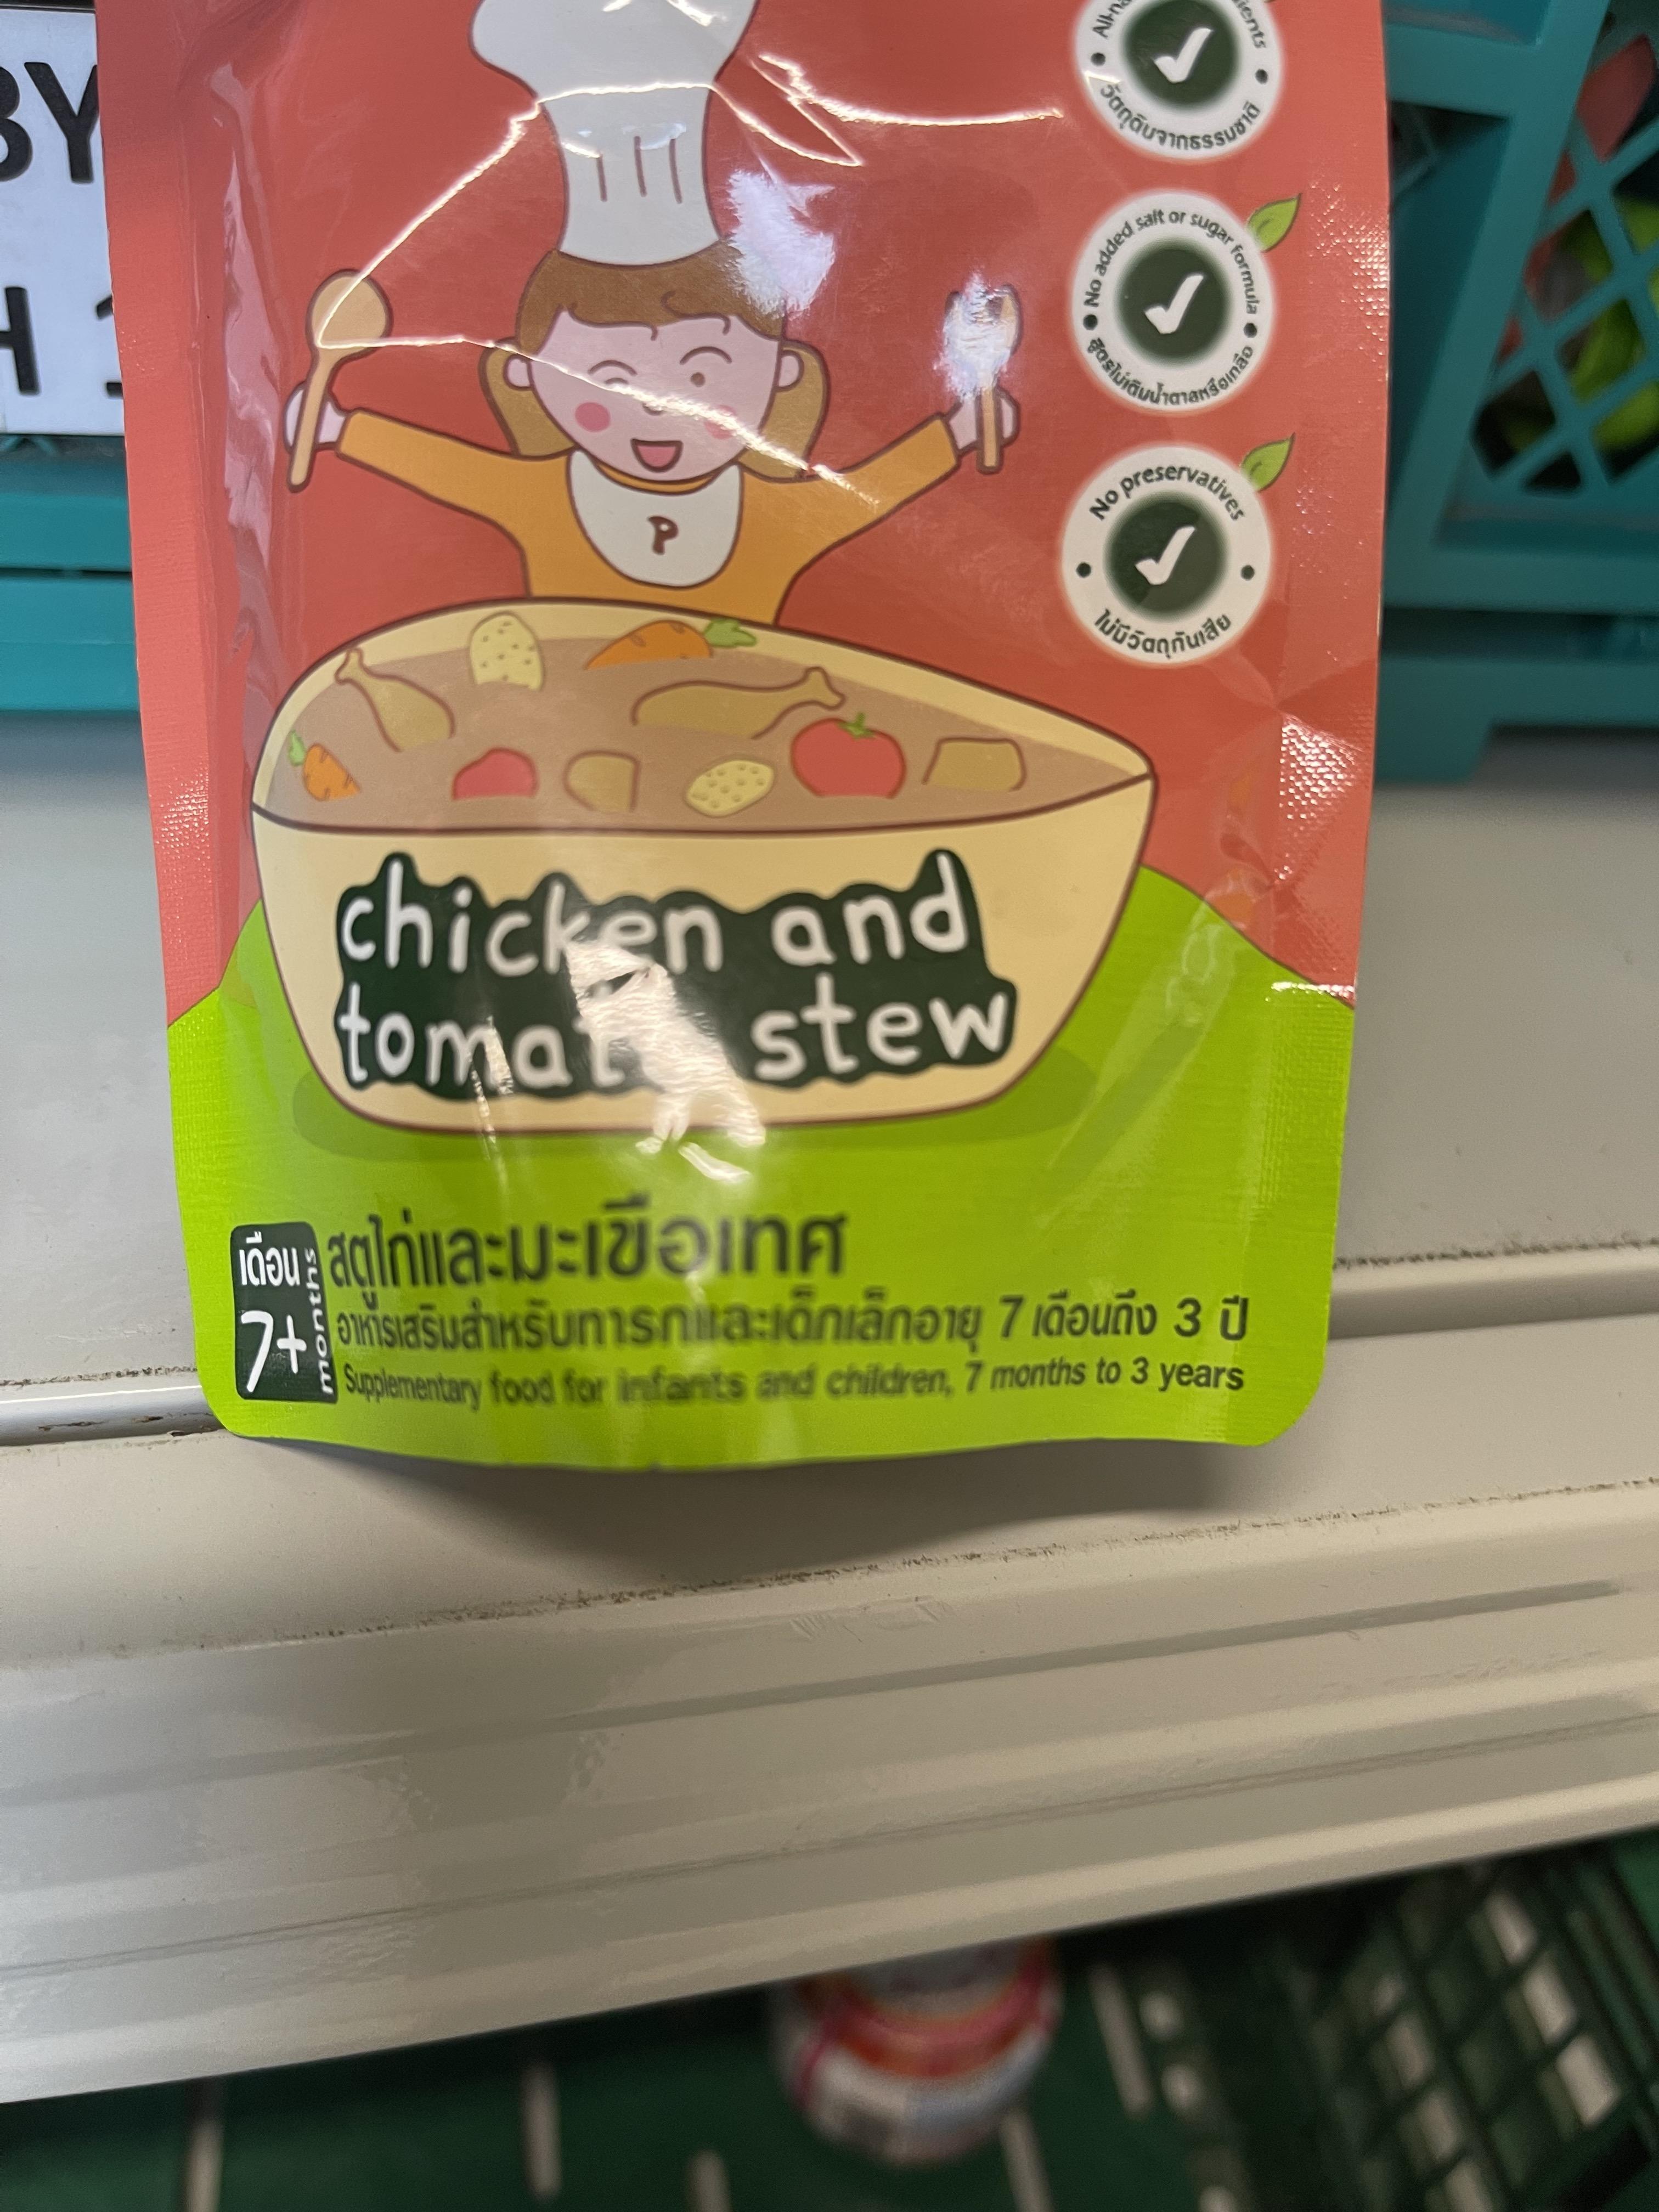 BY
H 1
วัตถุดิบจากธรรมชาติ
No added salt or sugar formula
สูตรไม่เติมน้ำตาลหรือเกลือ
No preservatives
ไม่มีวัตถุกันเสีย
P
chicken and
stew
เดือน
7+
months
สตูไก่และมะเขือเทศ
อาหารเสริมสำหรับทารกและเด็กเล็กอายุ 7 เดือนถึง 3 ปี
Supplementary food for infants and children, 7 months to 3 years